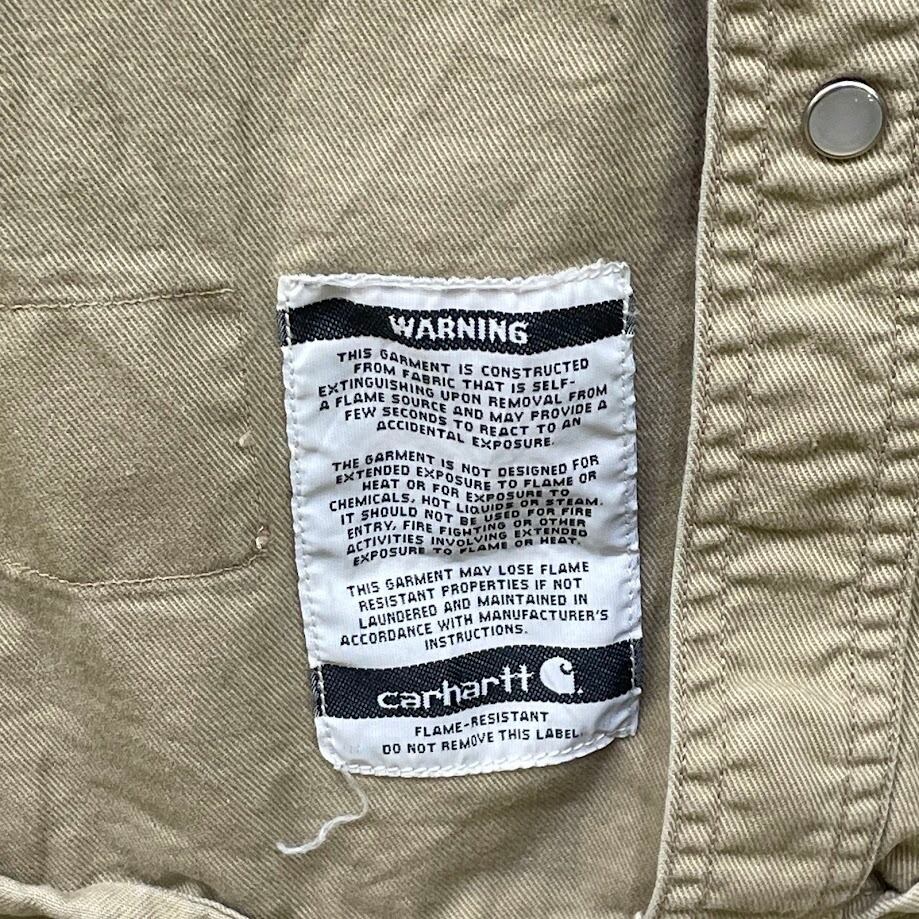 WARNING
THIS GARMENT IS CONSTRUCTED
FROM FABRIC THAT IS SELF-
EXTINGUISHING UPON REMOVAL FROM
A FLAME SOURCE AND MAY PROVIDE A
FEW SECONDS TO REACT TO AN
ACCIDENTAL EXPOSURE.
THE GARMENT IS NOT DESIGNED FOR
EXTENDED EXPOSURE TO FLAME OR
HEAT OR FOR EXPOSURE TO
CHEMICALS, HOT LIQUIDS OR STEAM.
IT SHOULD NOT BE USED FOR FIRE
ENTRY, FIRE FIGHTING OR OTHER
ACTIVITIES INVOLVING EXTENDED
EXPOSURE TO FLAME OR HEAT.
THIS GARMENT MAY LOSE FLAME
RESISTANT PROPERTIES IF NOT
LAUNDERED AND MAINTAINED IN
ACCORDANCE WITH MANUFACTURER'S
INSTRUCTIONS.
carhartt
FLAME-RESISTANT
DO NOT REMOVE THIS LABEL.